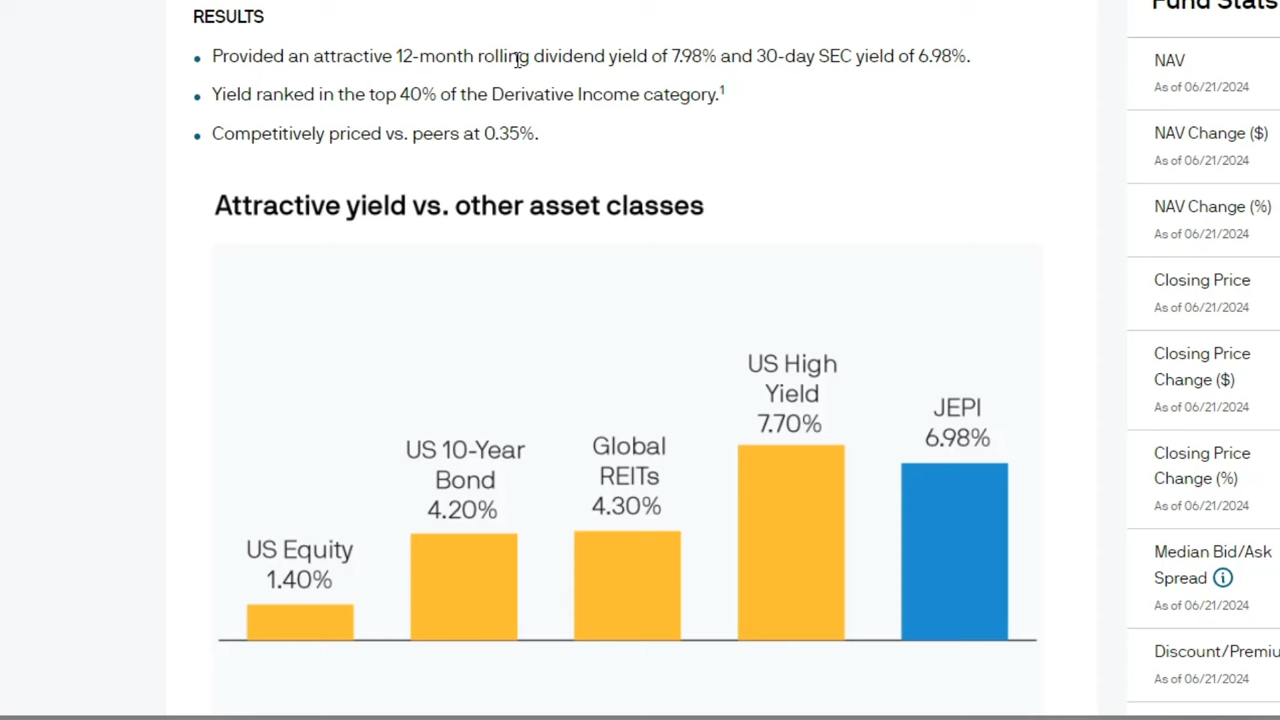 RESULTS
Provided an attractive 12-month rolling dividend yield of 7.98% and 30-day SEC yield of 6.98%.
Yield ranked in the top 40% of the Derivative Income category.1
Competitively priced vs. peers at 0.35%.
Attractive yield vs. other asset classes
US Equity
1.40%
US 10-Year
Bond
4.20%
Global
REITs
4.30%
US High
Yield
7.70%
JEPI
6.98%
Fund Stats
NAV
As of 06/21/2024
NAV Change ($)
As of 06/21/2024
NAV Change (%)
As of 06/21/2024
Closing Price
As of 06/21/2024
Closing Price
Change ($)
As of 06/21/2024
Closing Price
Change (%)
As of 06/21/2024
Median Bid/Ask
Spread
As of 06/21/2024
Discount/Premiu
As of 06/21/2024